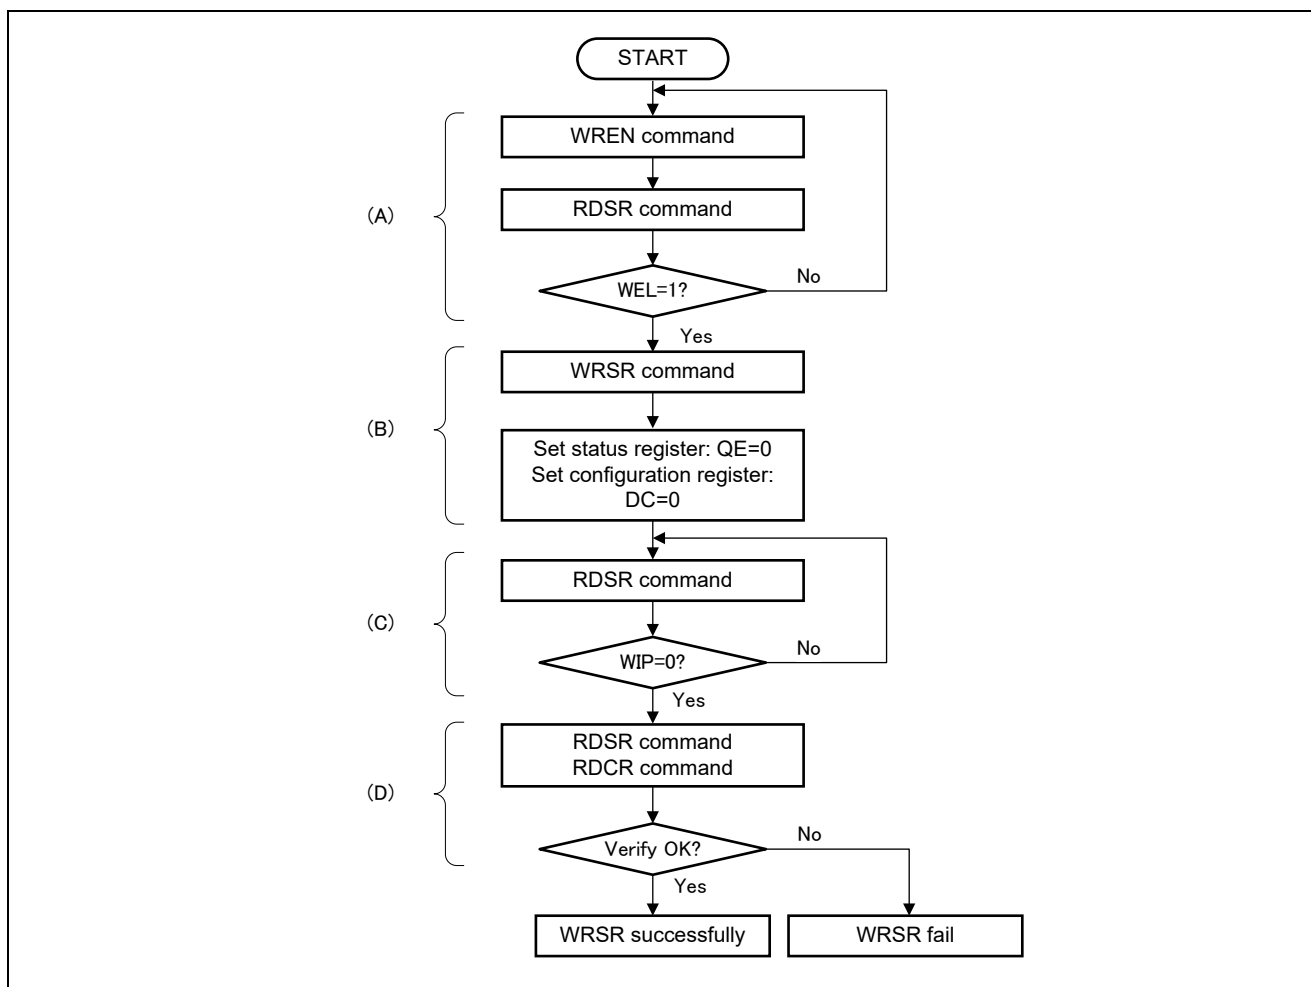 START
WREN command
(A)
RDSR command
WEL=1?
No
Yes
WRSR command
(B)
Set status register: QE=0
Set configuration register:
DC=0
RDSR command
(C)
WIP=0?
No
Yes
RDSR command
RDCR command
(D)
Verify OK?
No
Yes
WRSR successfully
WRSR fail